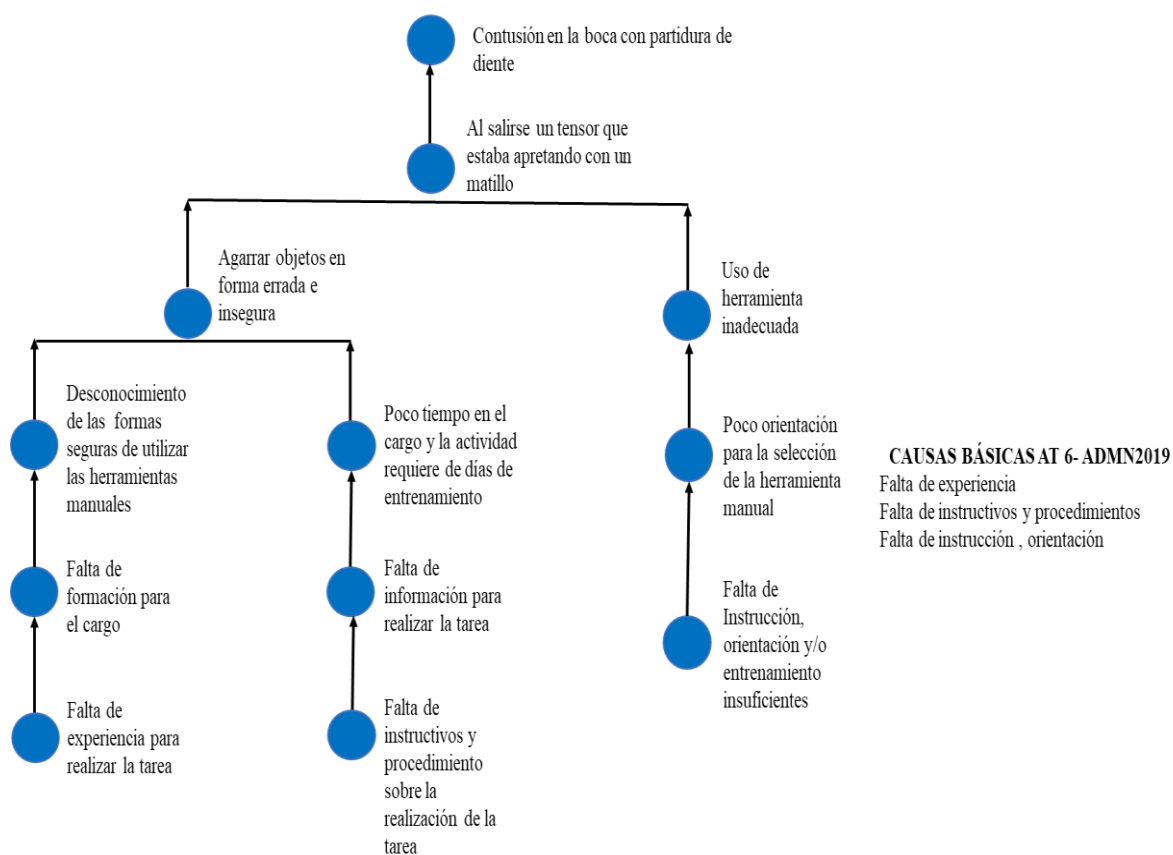 Contusión en la boca con partidura de
diente
Al salirse un tensor que
estaba apretando con un
matillo
Agarrar objetos en
forma errada e
insegura
Uso de
herramienta
inadecuada
Desconocimiento
de las formas
seguras de utilizar
las herramientas
manuales
Poco tiempo en el
cargo y la actividad
requiere de días de
entrenamiento
Poco orientación
para la selección
de la herramienta
manual
CAUSAS BÁSICAS AT 6- ADMN2019
Falta de experiencia
Falta de instructivos y procedimientos
Falta de instrucción , orientación
Falta de
formación para
el cargo
Falta de
información para
realizar la tarea
Falta de
Instrucción,
orientación y/o
entrenamiento
insuficientes
Falta de
experiencia para
realizar la tarea
Falta de
instructivos y
procedimiento
sobre la
realización de la
tarea